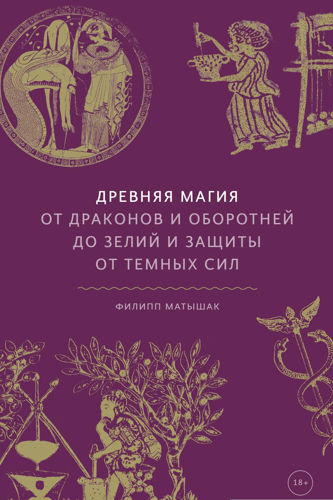 ДРЕВНЯЯ МАГИЯ
ОТ ДРАКОНОВ И ОБОРОТНЕЙ
ДО ЗЕЛИЙ И ЗАЩИТЫ
ОТ ТЕМНЫХ СИЛ
ФИЛИПП МАТЫШАК
18+